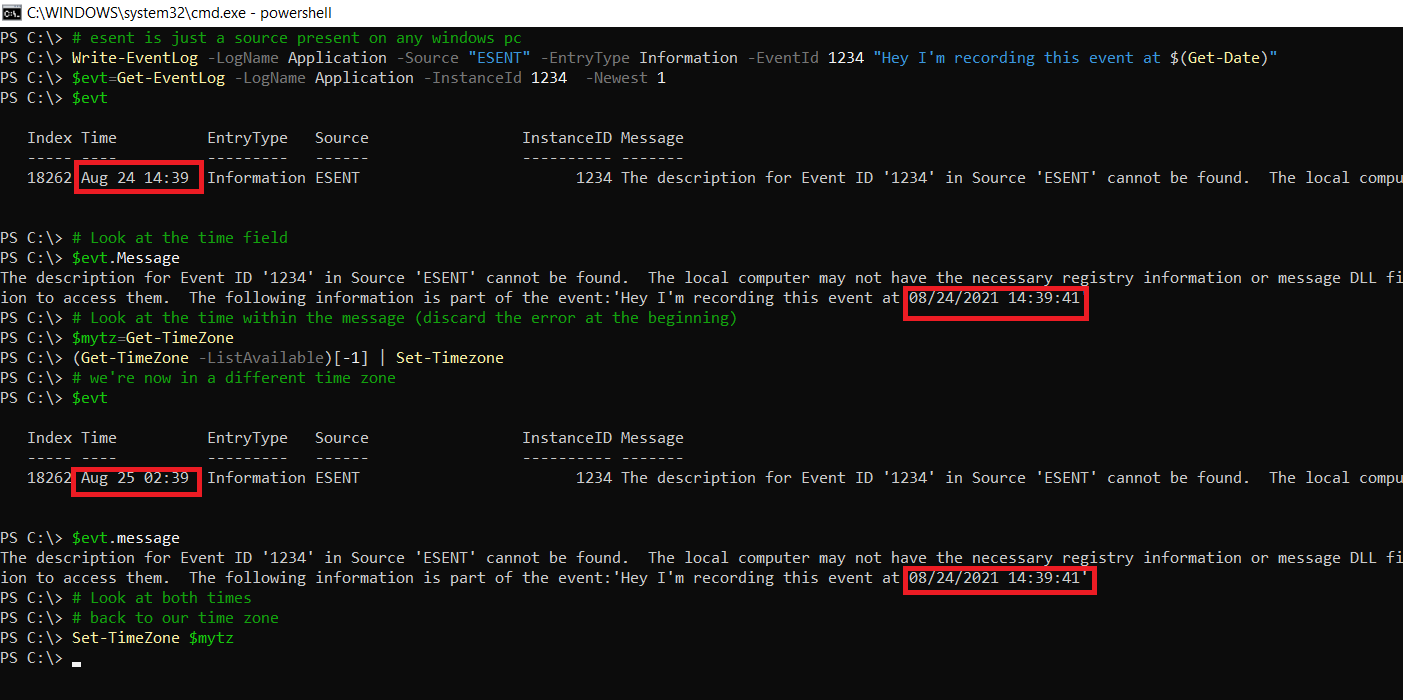 C:\WINDOWS\system32\cmd.exe - powershell
PS C:\> # esent is just a source present on any windows pc
PS C:\> Write-EventLog -LogName Application -Source "ESENT" -EntryType Information -EventId 1234 "Hey I'm recording this event at $(Get-Date)"
PS C:\> $evt=Get-EventLog -LogName Application -InstanceId 1234  -Newest 1
PS C:\> $evt
   Index Time          EntryType   Source                 InstanceID Message
   ----- ----          ---------   ------                 ---------- -------
   18262 Aug 24 14:39  Information ESENT                        1234 The description for Event ID '1234' in Source 'ESENT' cannot be found.  The local compu
PS C:\> # Look at the time field
PS C:\> $evt.Message
The description for Event ID '1234' in Source 'ESENT' cannot be found.  The local computer may not have the necessary registry information or message DLL fi
ion to access them.  The following information is part of the event:'Hey I'm recording this event at 08/24/2021 14:39:41
PS C:\> # Look at the time within the message (discard the error at the beginning)
PS C:\> $mytz=Get-TimeZone
PS C:\> (Get-TimeZone -ListAvailable)[-1] | Set-Timezone
PS C:\> # we're now in a different time zone
PS C:\> $evt
   Index Time          EntryType   Source                 InstanceID Message
   ----- ----          ---------   ------                 ---------- -------
   18262 Aug 25 02:39  Information ESENT                        1234 The description for Event ID '1234' in Source 'ESENT' cannot be found.  The local compu
PS C:\> $evt.message
The description for Event ID '1234' in Source 'ESENT' cannot be found.  The local computer may not have the necessary registry information or message DLL fi
ion to access them.  The following information is part of the event:'Hey I'm recording this event at 08/24/2021 14:39:41'
PS C:\> # Look at both times
PS C:\> # back to our time zone
PS C:\> Set-TimeZone $mytz
PS C:\>